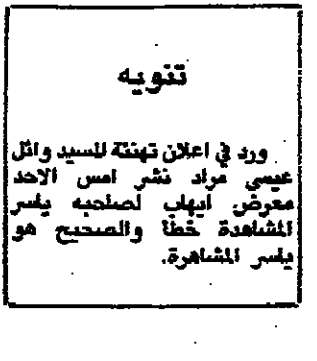 تنويه
ورد في اعلان تهنئة للسيد وائل
عيسى مراد نشر امس الاحد
معرض ايهاب لصاحبه ياسر
المشاهدة خطأ والصحيح هو
ياسر المشاهرة.